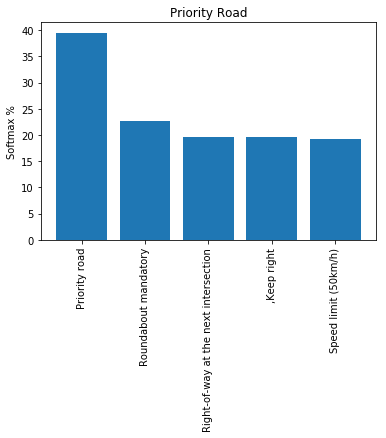 Priority Road
Softmax %
40
35
30
25
20
15
10
5
0
Priority road
Roundabout mandatory
Right-of-way at the next intersection
,Keep right
Speed limit (50km/h)